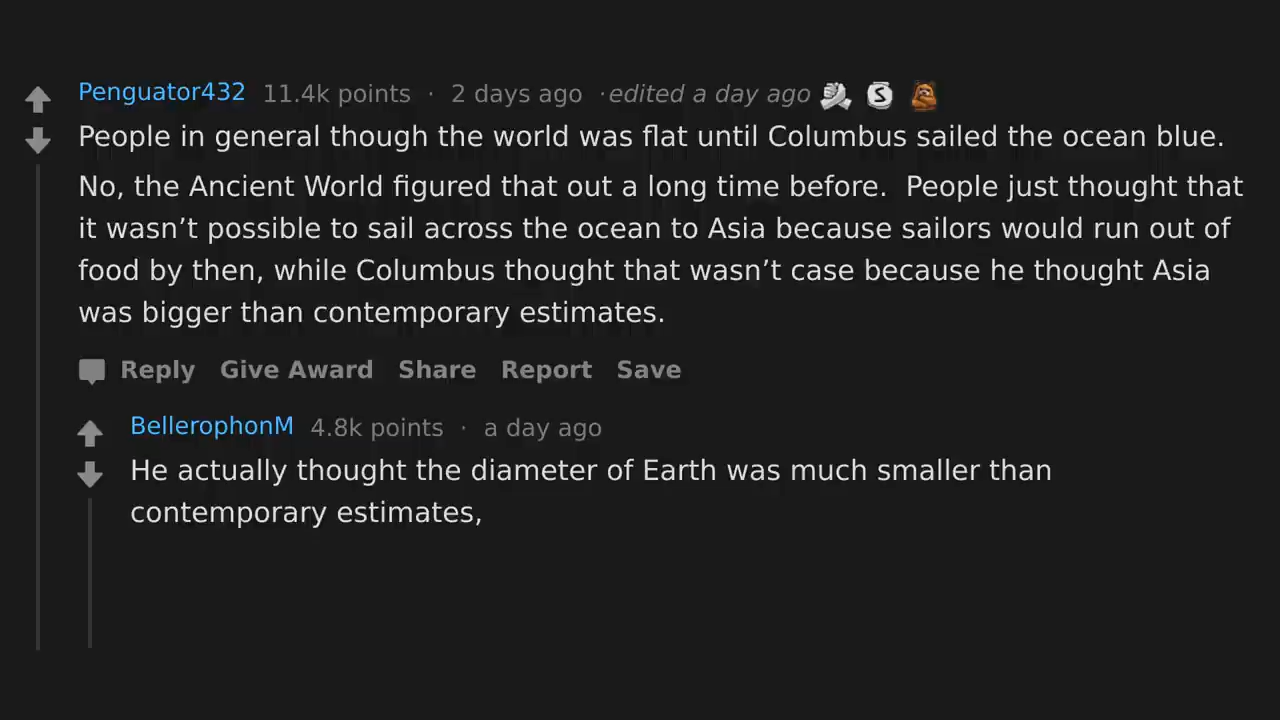 Penguator432 11.4k points · 2 days ago · edited a day ago
People in general though the world was flat until Columbus sailed the ocean blue.
No, the Ancient World figured that out a long time before. People just thought that
it wasn’t possible to sail across the ocean to Asia because sailors would run out of
food by then, while Columbus thought that wasn’t case because he thought Asia
was bigger than contemporary estimates.
Reply Give Award Share Report Save
BellerophonM 4.8k points · a day ago
He actually thought the diameter of Earth was much smaller than
contemporary estimates,